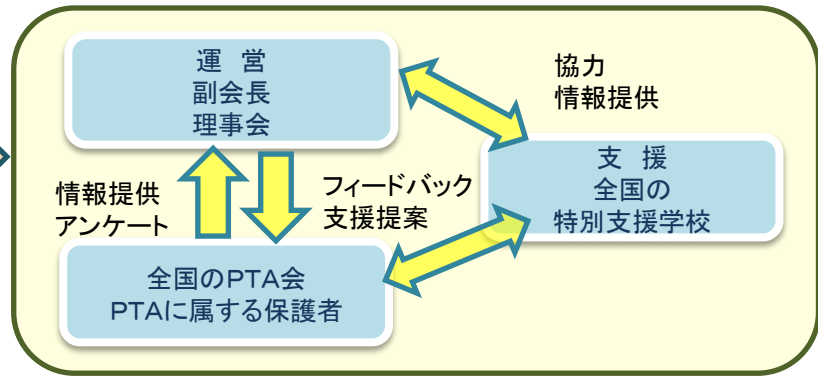 運　営
副会長
理事会
協力
情報提供
支　援
全国の
特別支援学校
情報提供
アンケート
フィードバック
支援提案
全国のＰＴＡ会
ＰＴＡに属する保護者